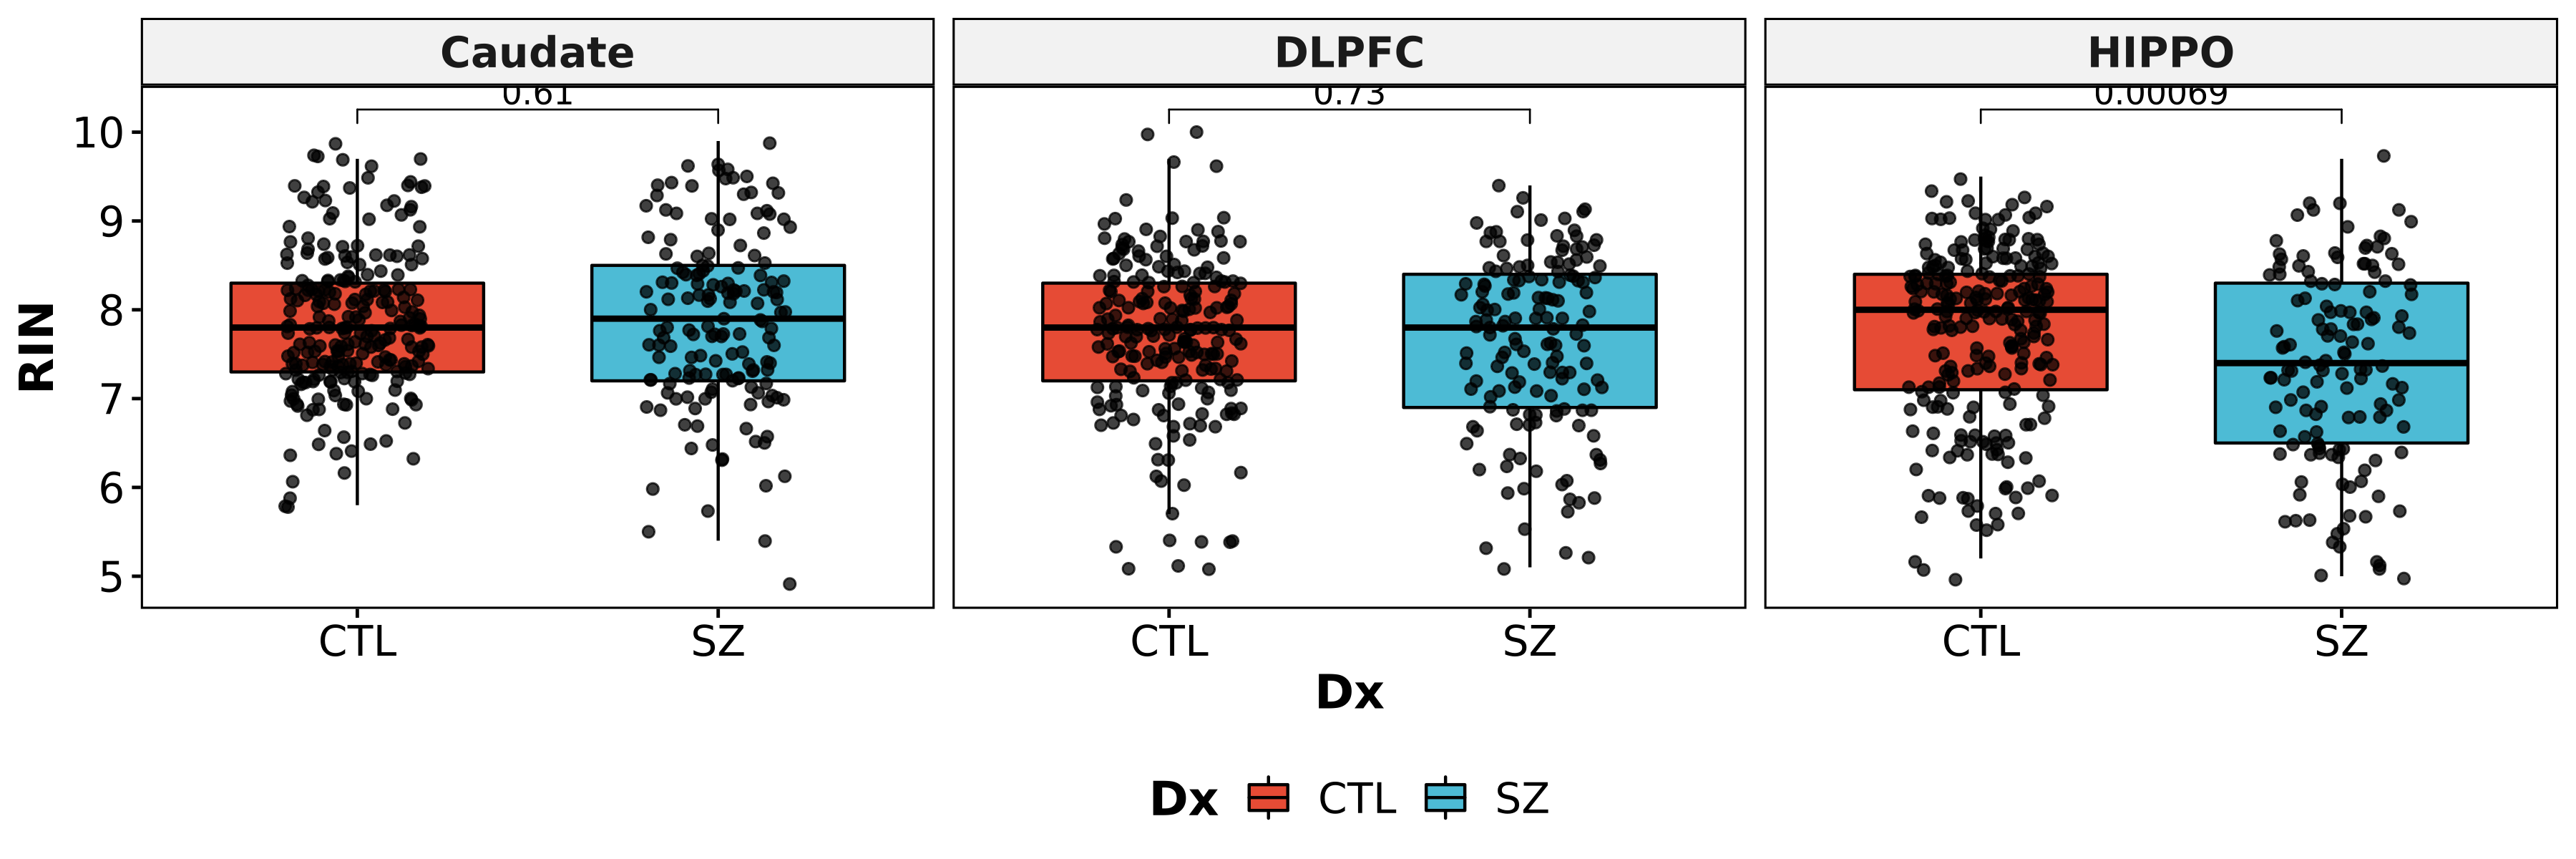 Caudate DLPFC HIPPO
0.61 0.73 0.00069
10
9
8
7
6
5
RIN
CTL SZ CTL SZ CTL SZ
Dx
Dx CTL SZ